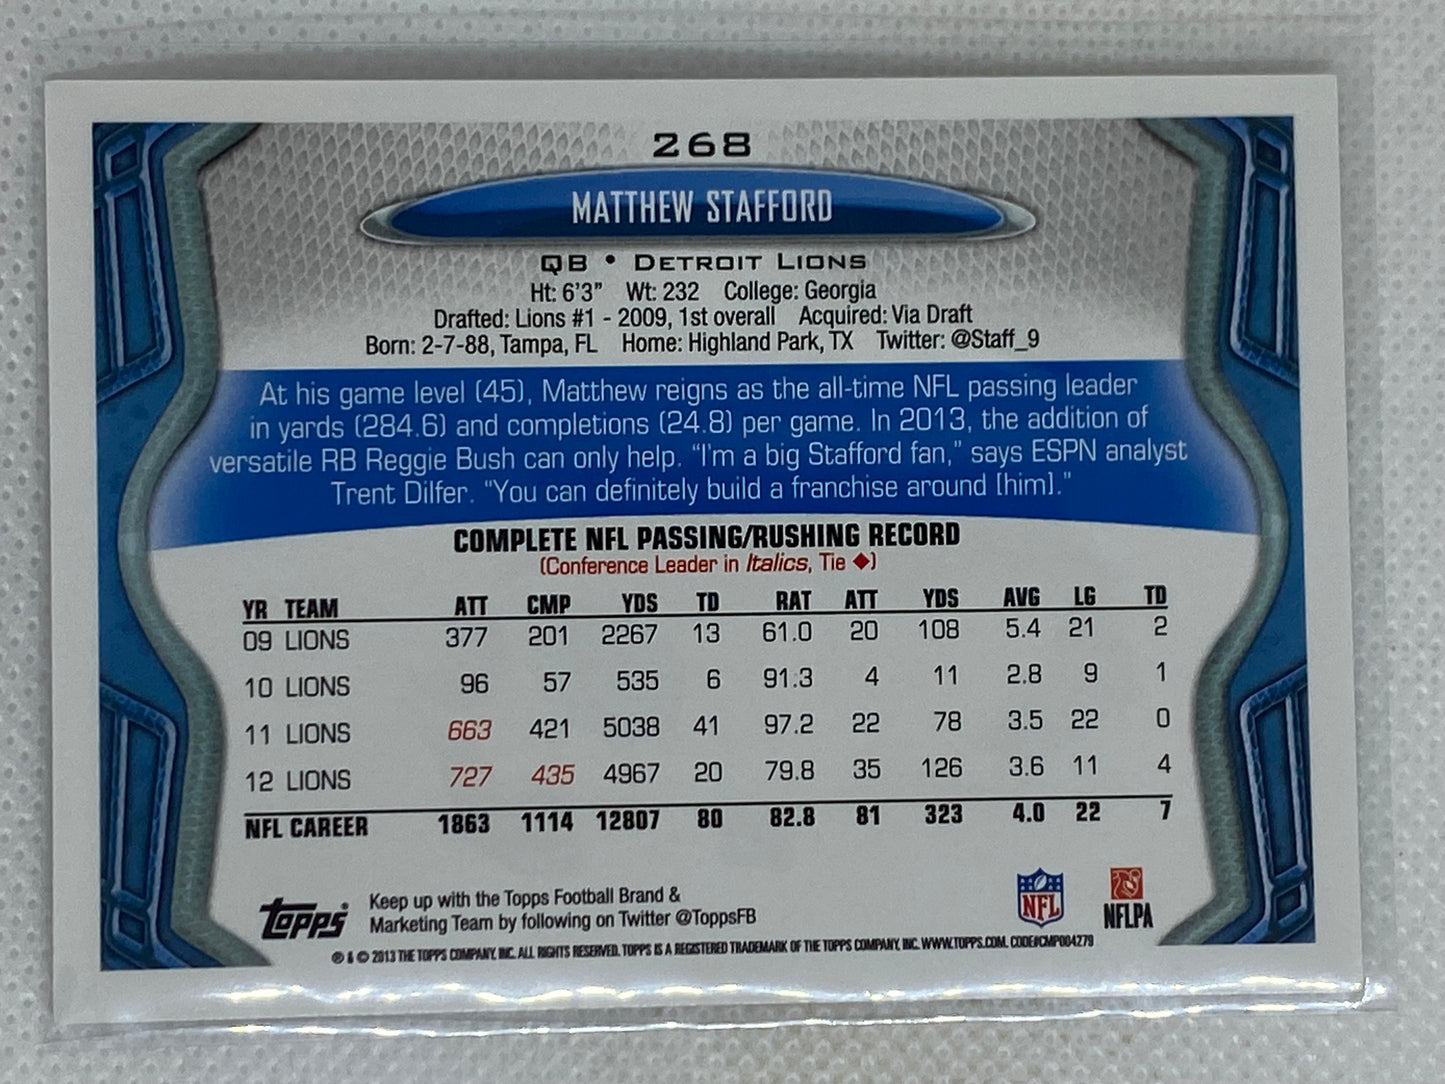 268
MATTHEW STAFFORD
QB • DETROIT LIONS
Ht: 6'3" Wt: 232 College: Georgia
Drafted: Lions #1 - 2009, 1st overall Acquired: Via Draft
Born: 2-7-88, Tampa, FL Home: Highland Park, TX Twitter: @Staff_9
At his game level (45), Matthew reigns as the all-time NFL passing leader
in yards (284.6) and completions (24.8) per game. In 2013, the addition of
versatile RB Reggie Bush can only help. “I'm a big Stafford fan,” says ESPN analyst
Trent Dilfer. “You can definitely build a franchise around [him].”
COMPLETE NFL PASSING/RUSHING RECORD
(Conference Leader in Italics, Tie ◆)
YR TEAM ATT CMP YDS TD RAT ATT YDS AVG LG TD
09 LIONS 377 201 2267 13 61.0 20 108 5.4 21 2
10 LIONS 96 57 535 6 91.3 4 11 2.8 9 1
11 LIONS 663 421 5038 41 97.2 22 78 3.5 22 0
12 LIONS 727 435 4967 20 79.8 35 126 3.6 11 4
NFL CAREER 1863 1114 12807 80 82.8 81 323 4.0 22 7
Topps®
Keep up with the Topps Football Brand &
Marketing Team by following on Twitter @ToppsFB
NFL
NFLPA
® & © 2013 THE TOPPS COMPANY, INC. ALL RIGHTS RESERVED. TOPPS IS A REGISTERED TRADEMARK OF THE TOPPS COMPANY, INC. WWW.TOPPS.COM. CODE#CMP004279